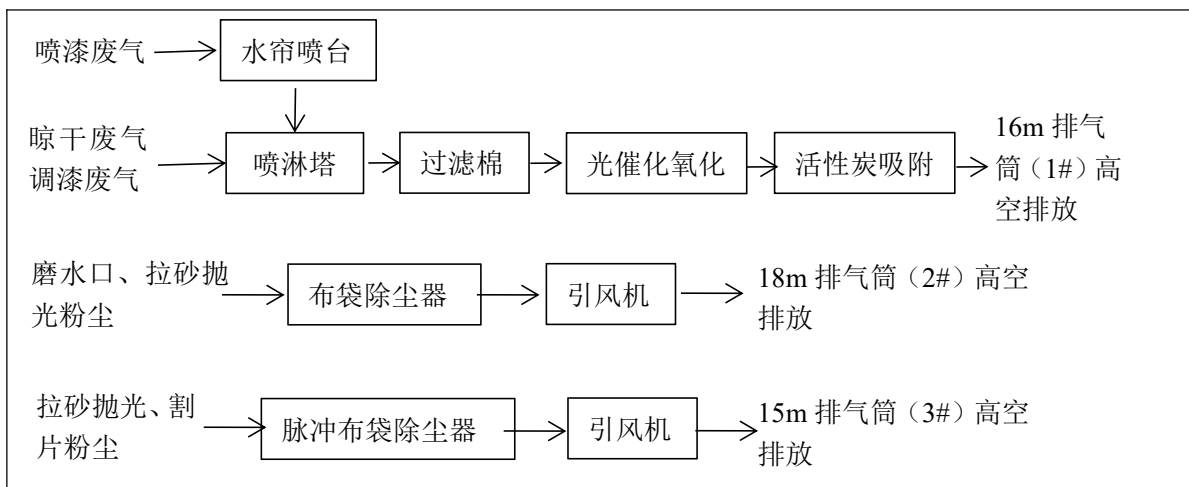 喷漆废气
水帘喷台
晾干废气
调漆废气
喷淋塔
过滤棉
光催化氧化
活性炭吸附
16m 排气
筒（1#）高
空排放
磨水口、拉砂抛
光粉尘
布袋除尘器
引风机
18m 排气筒（2#）高空
排放
拉砂抛光、割
片粉尘
脉冲布袋除尘器
引风机
15m 排气筒（3#）高空
排放